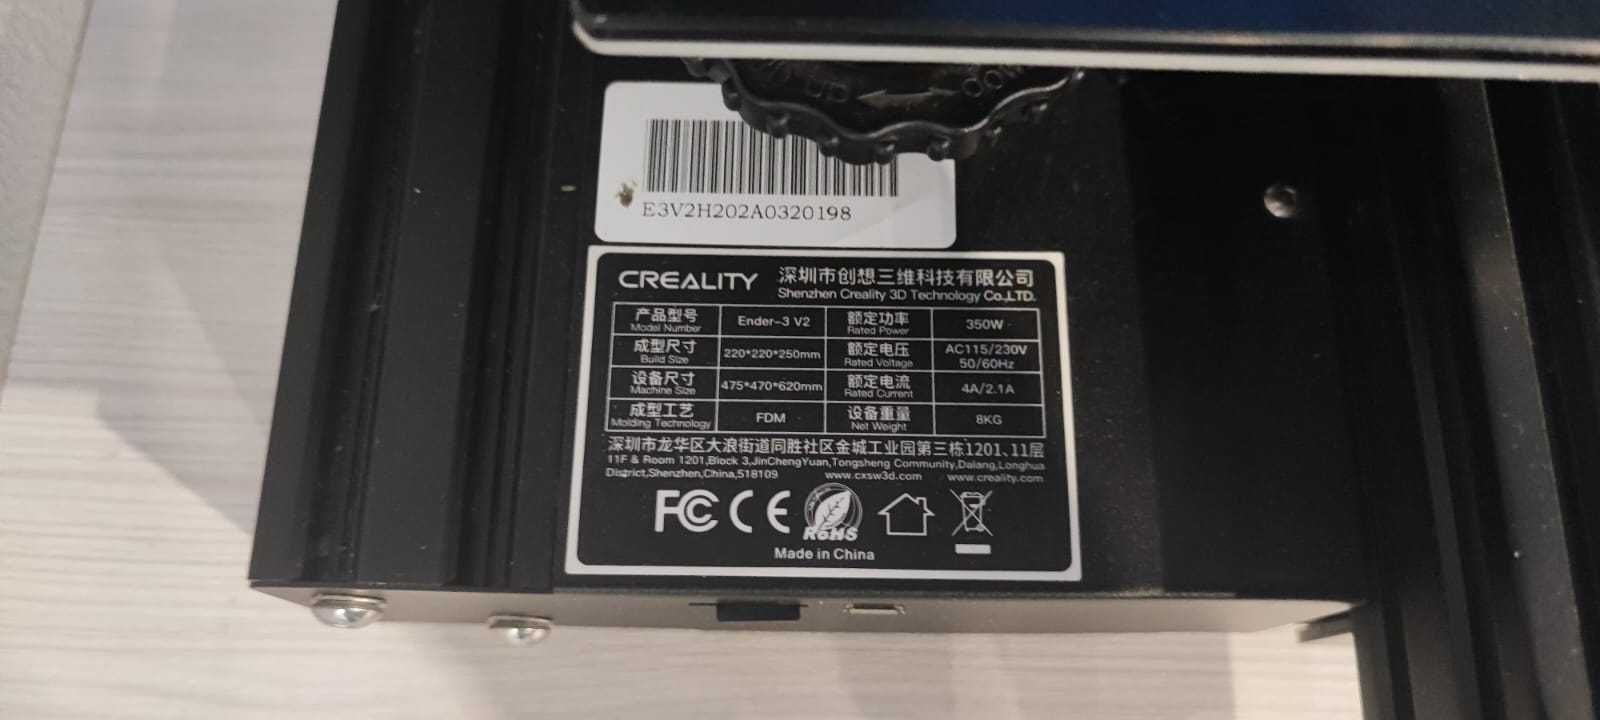 UP DOWN
E3V2H202A0320198
CREALITY 深圳市创想三维科技有限公司
Shenzhen Creality 3D Technology Co.,LTD.
产品型号 Ender-3 V2 额定功率 350W
Model Number Rated Power
成型尺寸 220*220*250mm 额定电压 AC115/230V
Build Size Rated Voltage 50/60Hz
设备尺寸 475*470*620mm 额定电流 4A/2.1A
Machine Size Rated Current
成型工艺 FDM 设备重量 8KG
Molding Technology Net Weight
深圳市龙华区大浪街道同胜社区金城工业园第三栋1201、11层
11F & Room 1201,Block 3,JinChengYuan,Tongsheng Community,Dalang,Longhua
District,Shenzhen,China,518109 www.cxsw3d.com www.creality.com
FC CE RoHS
Made in China